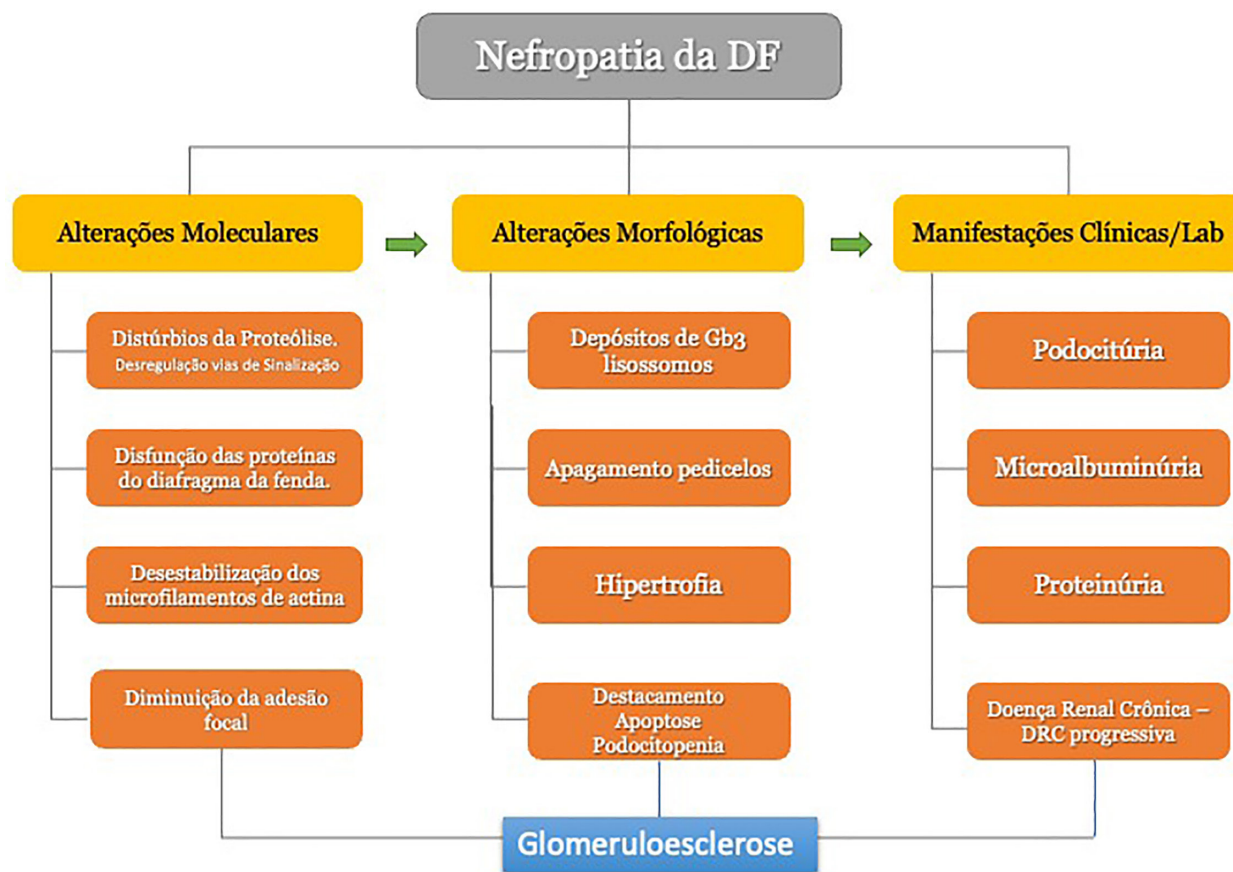 Nefropatia da DF
Alterações Moleculares
Distúrbios da Proteólise.
Desregulação vias de Sinalização
Disfunção das proteínas
do diafragma da fenda.
Desestabilização dos
microfilamentos de actina
Diminuição da adesão
focal
Alterações Morfológicas
Depósitos de Gb3
lisossomos
Apagamento pedicelos
Hipertrofia
Destacamento
Apoptose
Podocitopenia
Manifestações Clínicas/Lab
Podocitúria
Microalbuminúria
Proteinúria
Doença Renal Crônica –
DRC progressiva
Glomeruloesclerose